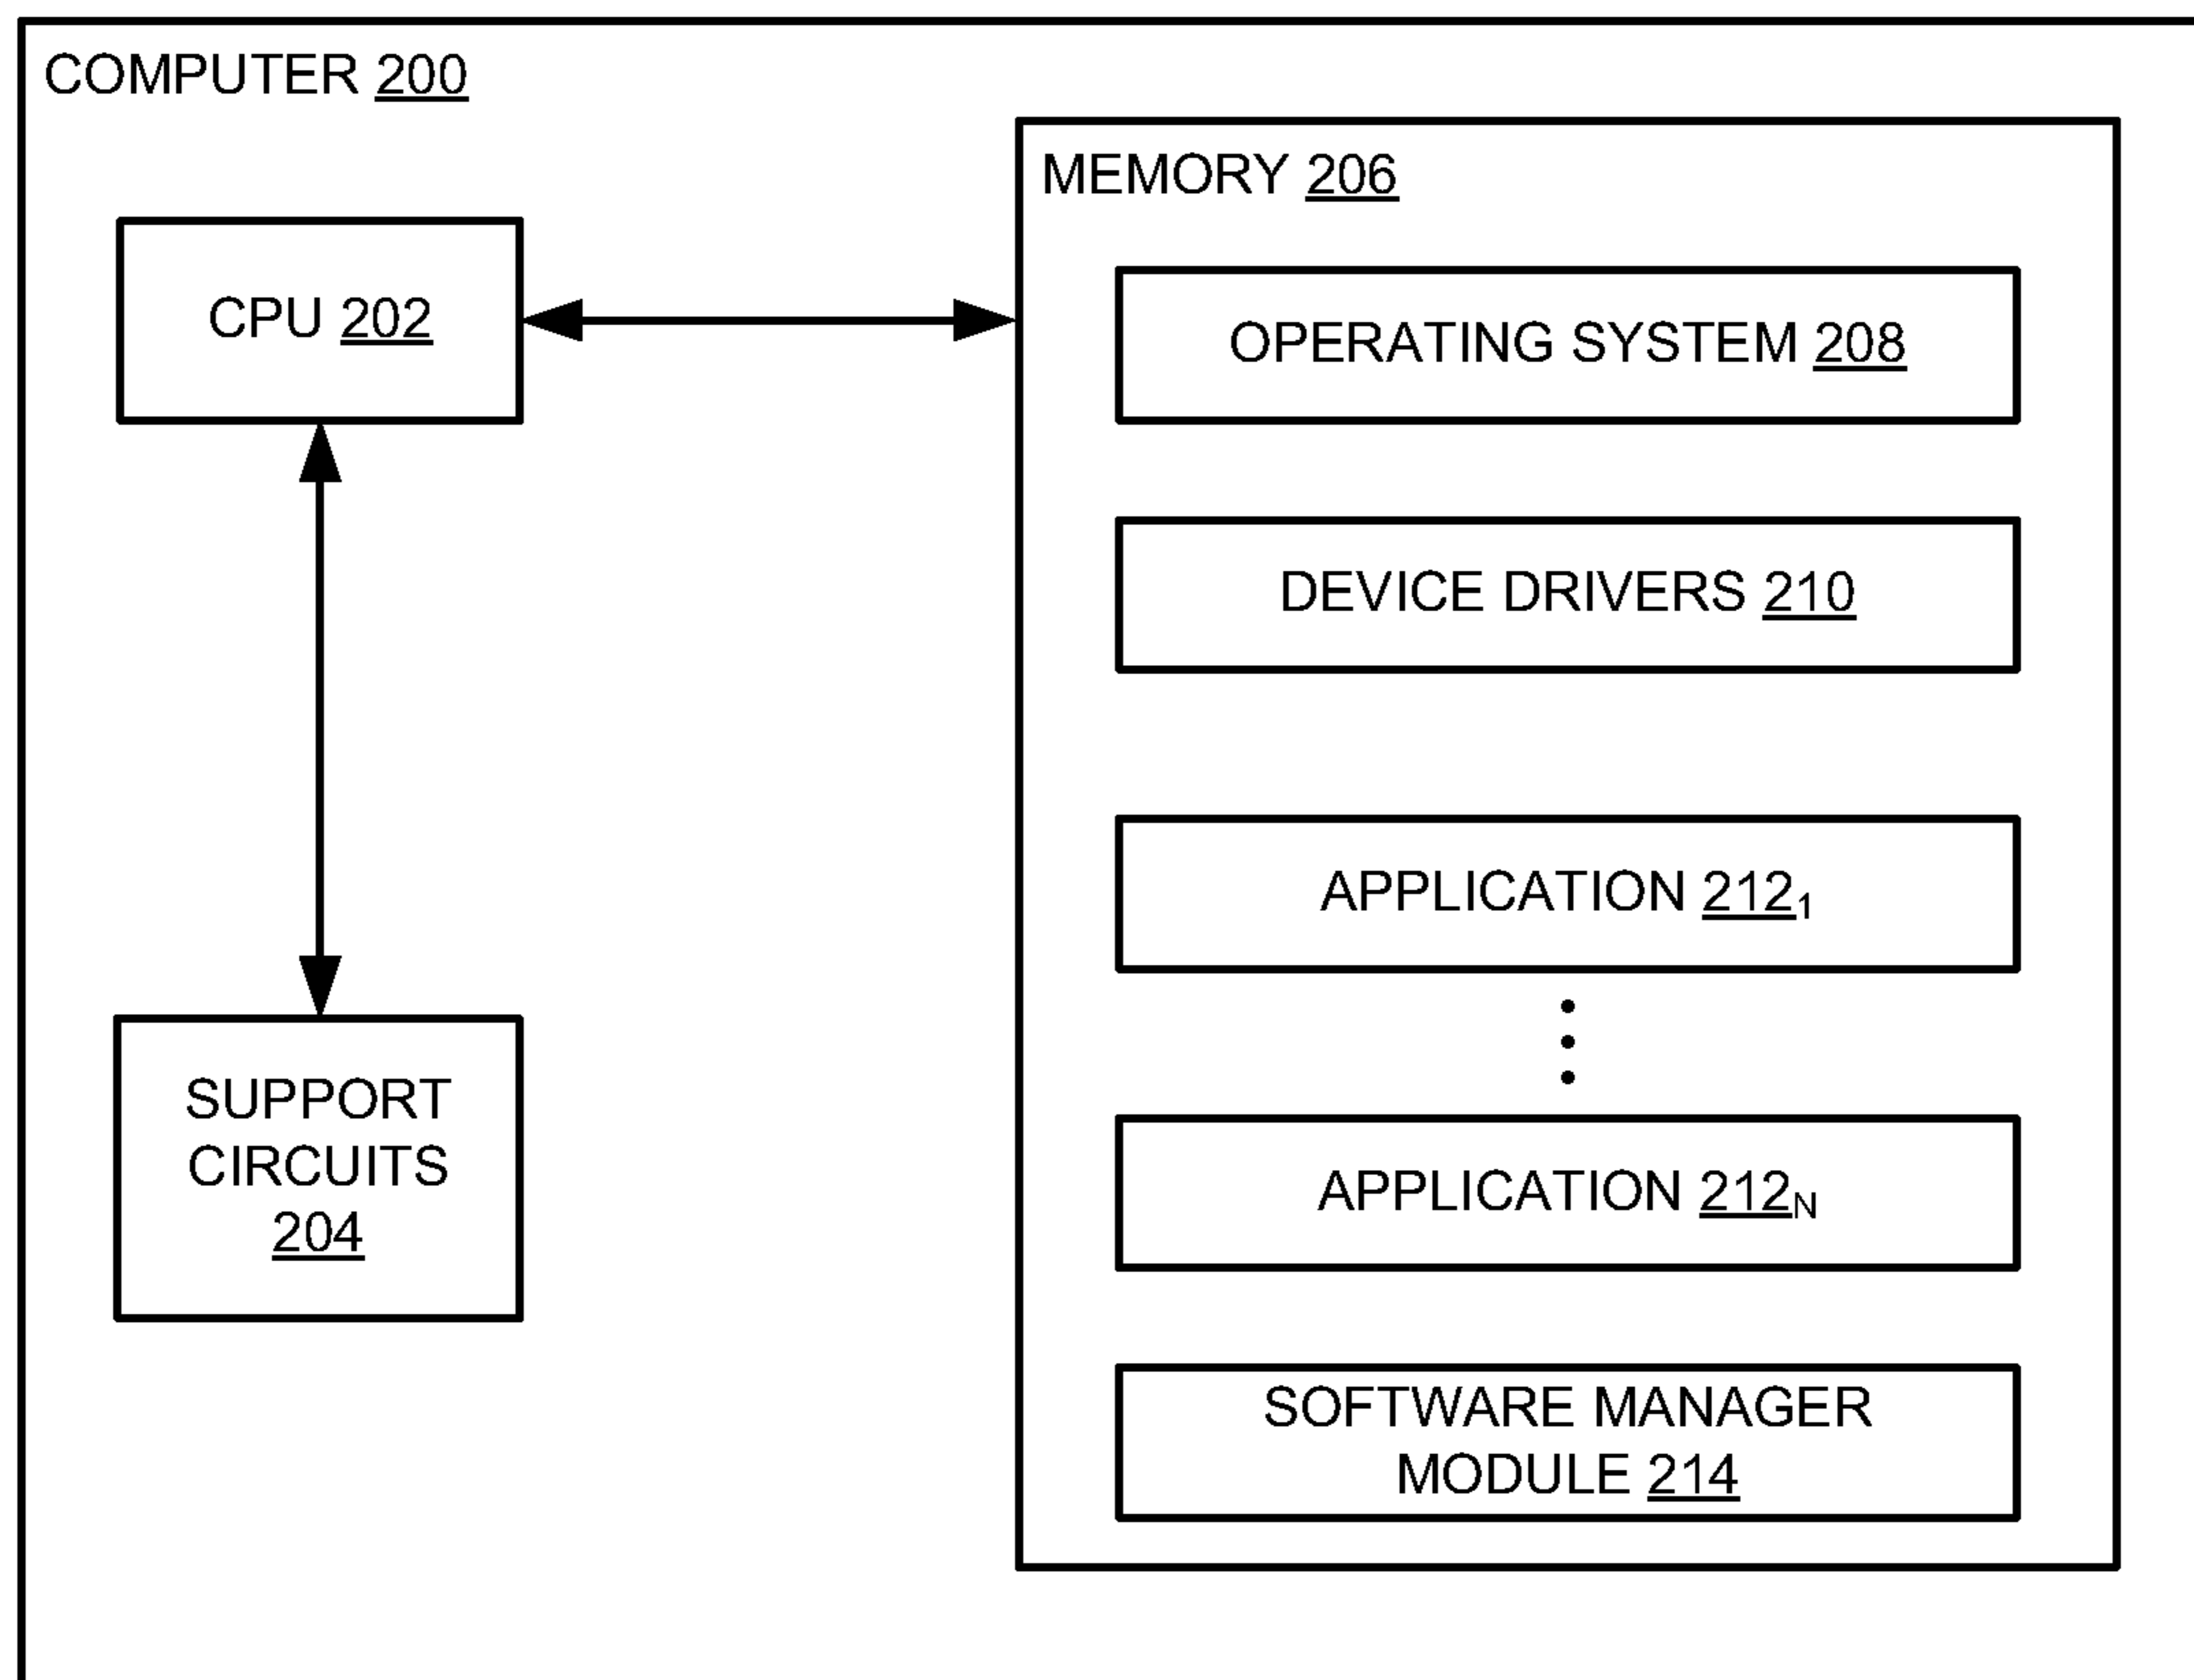 COMPUTER 200
MEMORY 206
CPU 202
OPERATING SYSTEM 208
DEVICE DRIVERS 210
APPLICATION 212₁
SUPPORT
CIRCUITS
204
APPLICATION 212N
SOFTWARE MANAGER
MODULE 214